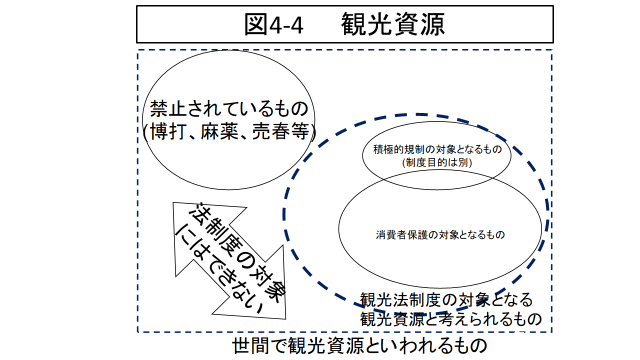 図4-4 観光資源
禁止されているもの
(博打、麻薬、売春等)
積極的規制の対象となるもの
(制度目的は別)
消費者保護の対象となるもの
法制度の対象
にはできない
観光法制度の対象となる
観光資源と考えられるもの
世間で観光資源といわれるもの